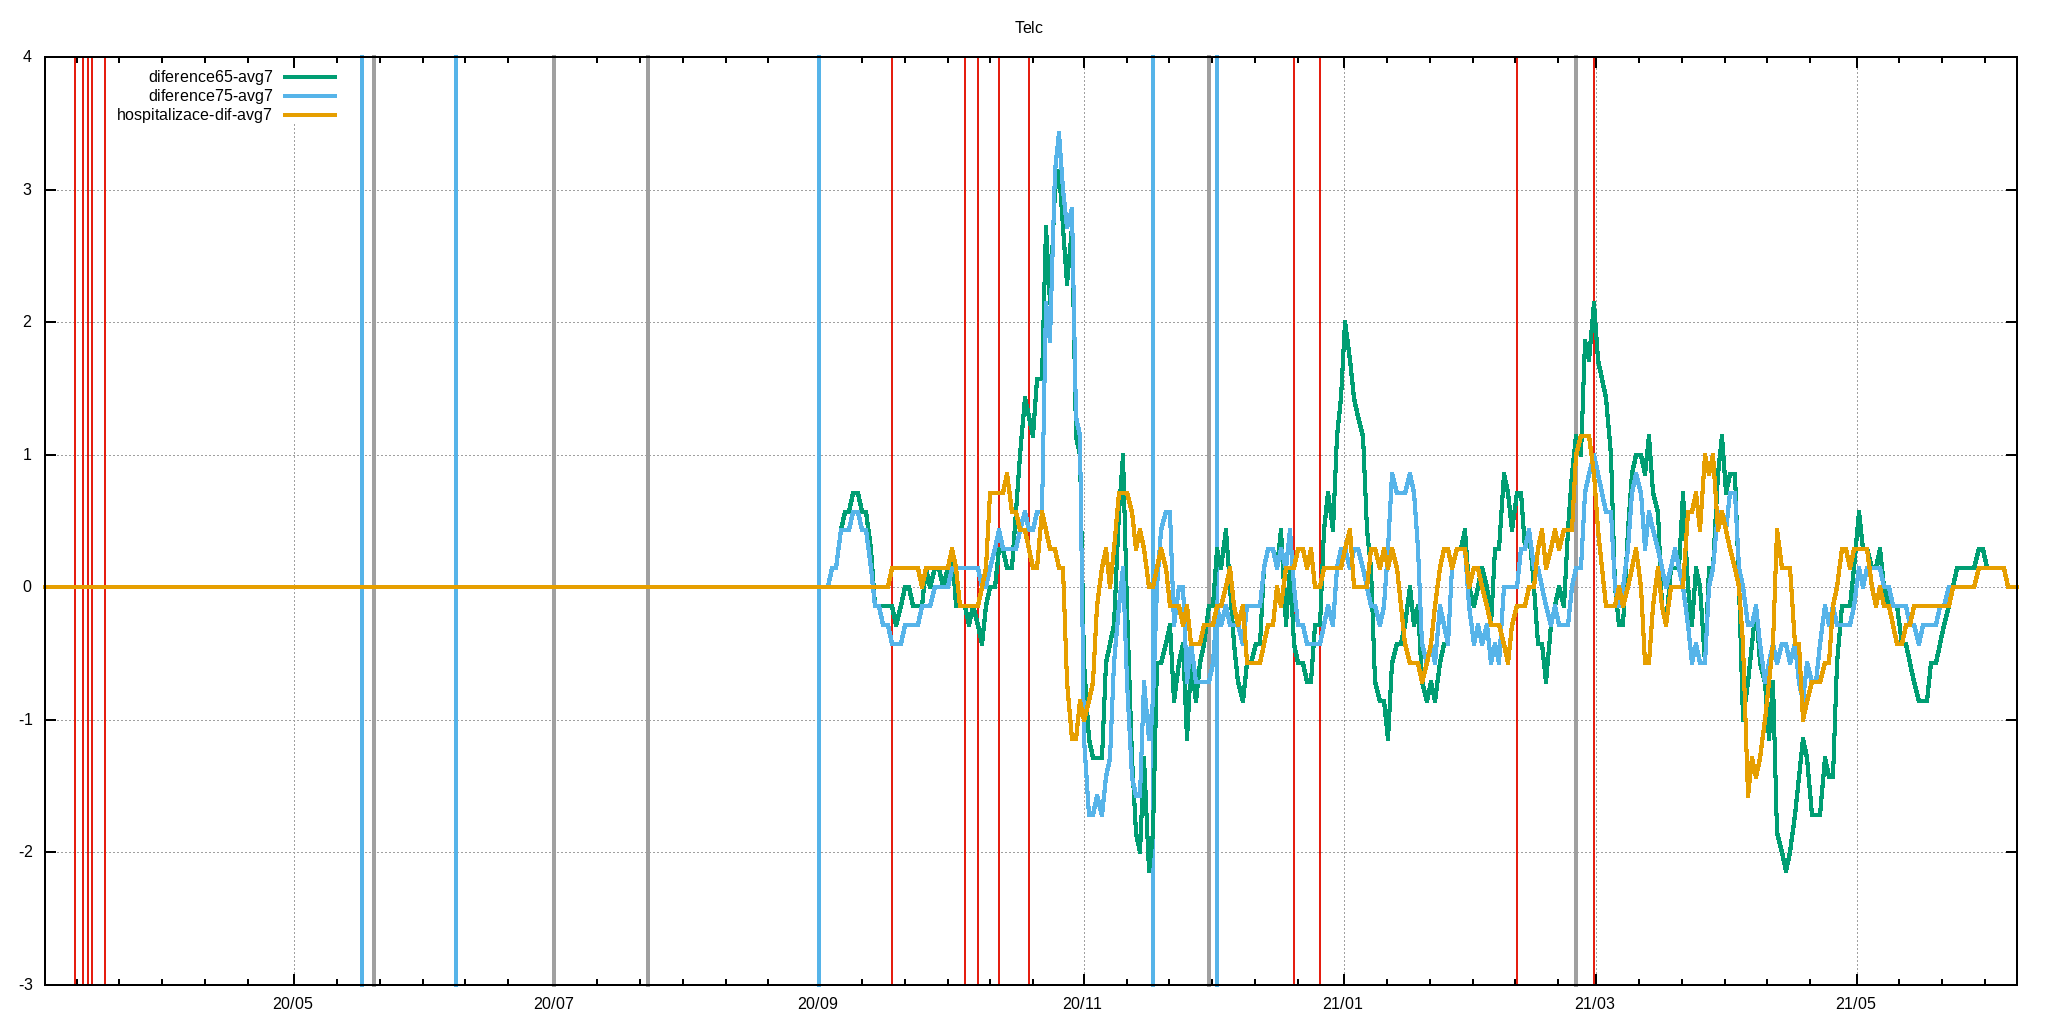 Telc
4
diference65-avg7
diference75-avg7
hospitalizace-dif-avg7
3
2
1
0
-1
-2
-3
20/05 20/07 20/09 20/11 21/01 21/03 21/05